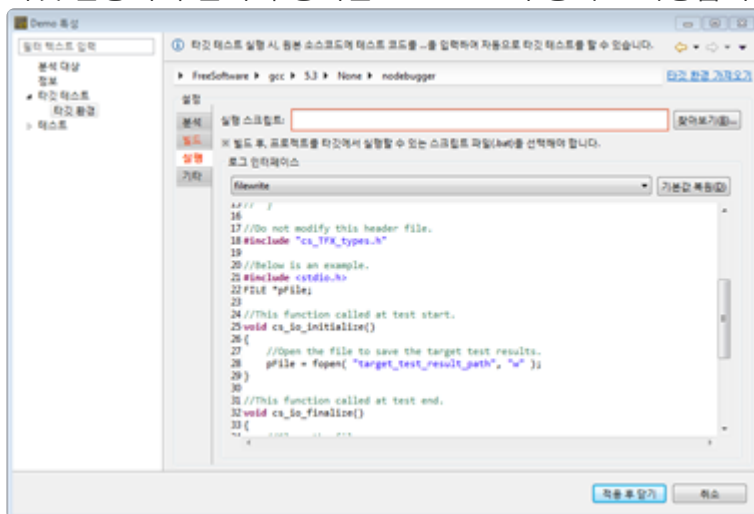 Demo 특성
필터 텍스트 입력
분석 대상
정보
타깃 테스트
타깃 환경
테스트
타깃 테스트 실행 시, 원본 소스코드에 테스트 코드를 ...을 입력하여 자동으로 타깃 테스트를 할 수 있습니다.
FreeSoftware gcc 5.3 None nodebugger
타깃 환경 가져오기
설정
분석
빌드
실행
기타
실행 스크립트:
찾아보기(B)...
※ 빌드 후, 프로젝트를 타깃에서 실행할 수 있는 스크립트 파일(.bat)을 선택해야 합니다.
로그 인터페이스
filewrite
기본값 복원(D)
15// }
16
17//Do not modify this header file.
18#include "cs_TFX_types.h"
19
20//Below is an example.
21#include <stdio.h>
22FILE *pFile;
23
24//This function called at test start.
25void cs_io_initialize()
26{
27 //Open the file to save the target test results.
28 pFile = fopen( "target_test_result_path", "w" );
29}
30
31//This function called at test end.
32void cs_io_finalize()
33{
적용 후 닫기
취소